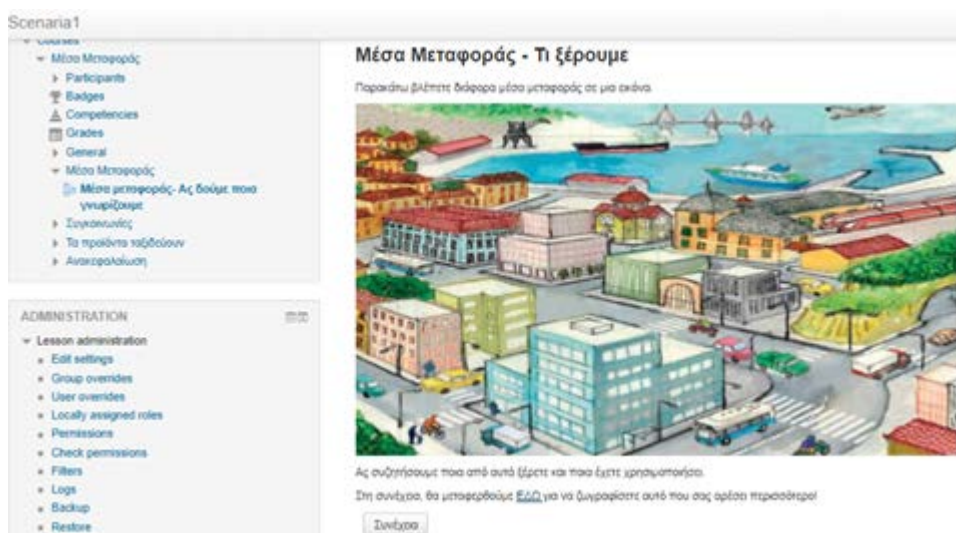 Scenaria1
Courses
Μέσα Μεταφοράς
Participants
Badges
Competencies
Grades
General
Μέσα Μεταφοράς
Μέσα μεταφοράς- Ας δούμε ποια
γνωρίζουμε
Συγκοινωνίες
Τα προϊόντα ταξιδεύουν
Ανακεφαλαίωση
ADMINISTRATION
Lesson administration
Edit settings
Group overrides
User overrides
Locally assigned roles
Permissions
Check permissions
Filters
Logs
Backup
Restore
Μέσα Μεταφοράς - Τι ξέρουμε
Παρακάτω βλέπετε διάφορα μέσα μεταφοράς σε μια εικόνα.
Ας συζητήσουμε ποια από αυτά ξέρετε και ποια έχετε χρησιμοποιήσει.
Στη συνέχεια, θα μεταφερθούμε ΕΔΩ για να ζωγραφίσετε αυτό που σας αρέσει περισσότερο!
Συνέχεια